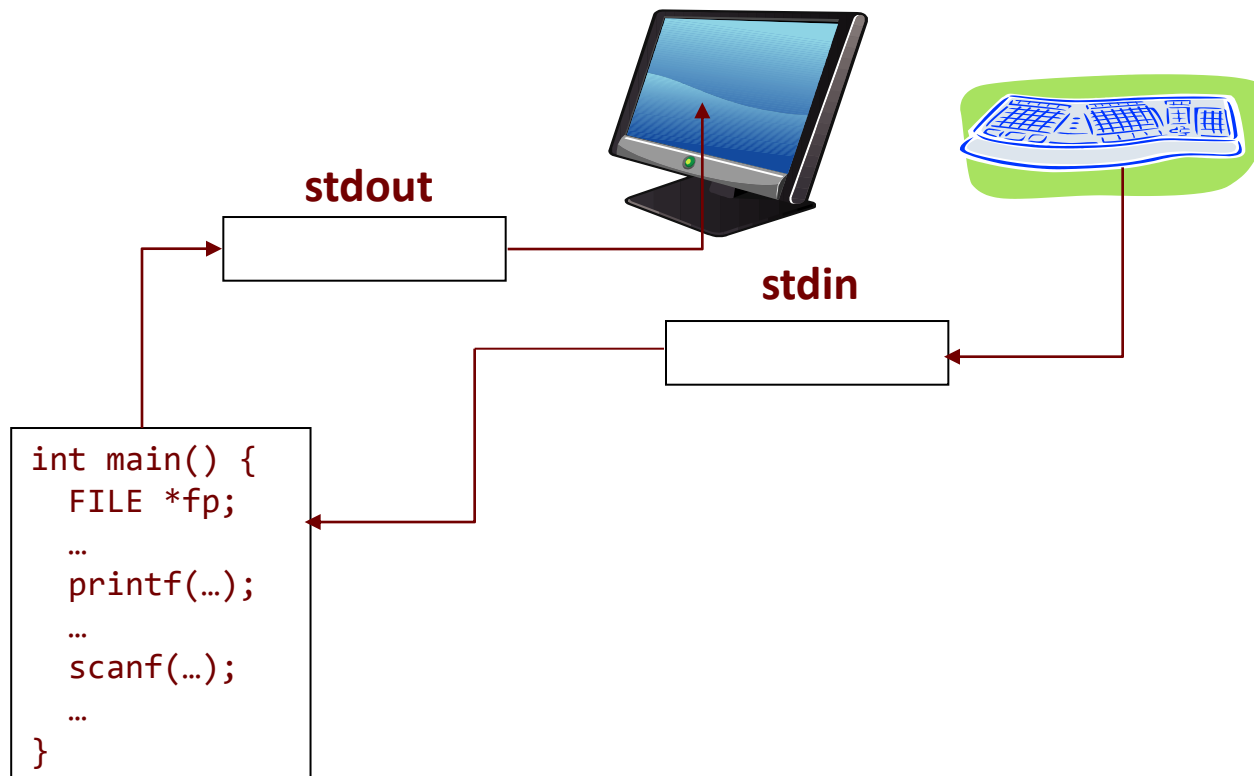 stdout
stdin
int main() {
  FILE *fp;
  …
  printf(…);
  …
  scanf(…);
  …
}